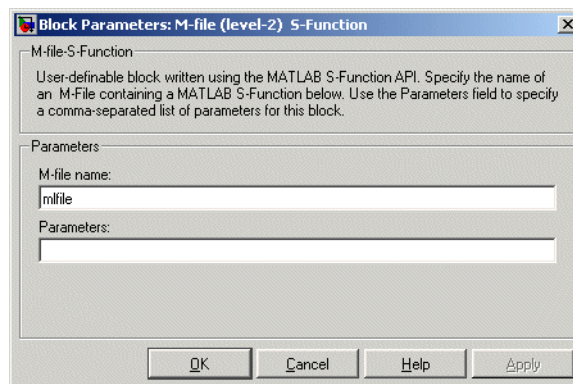 Block Parameters: M-file (level-2) S-Function
M-file-S-Function
User-definable block written using the MATLAB S-Function API. Specify the name of
an M-File containing a MATLAB S-Function below. Use the Parameters field to specify
a comma-separated list of parameters for this block.
Parameters
M-file name:
mlfile
Parameters:
OK Cancel Help Apply